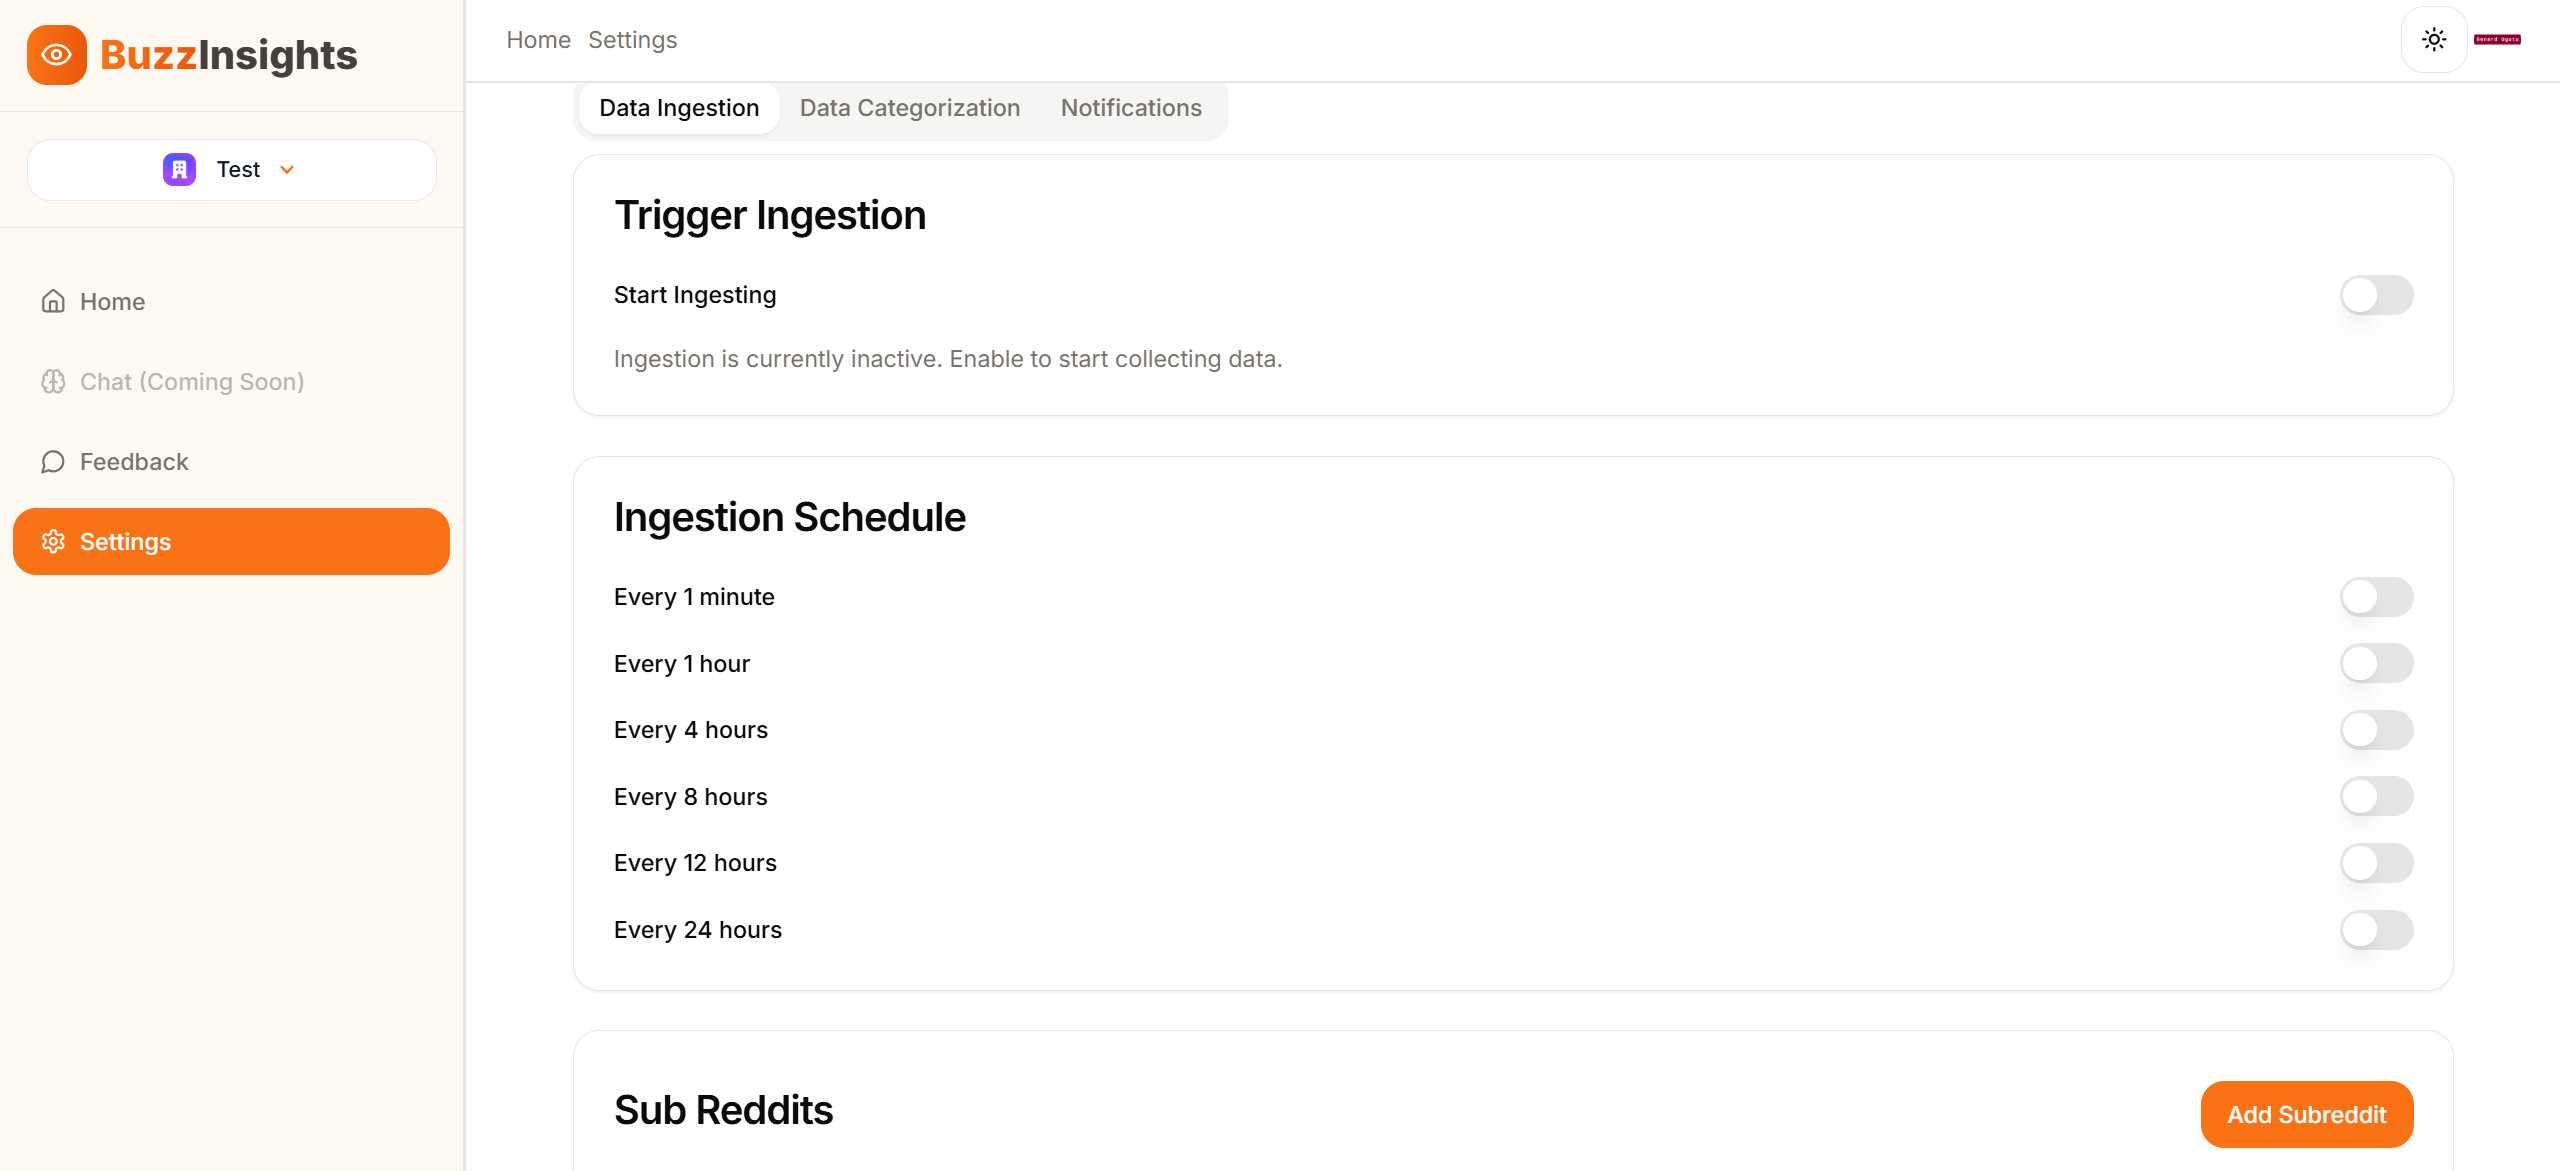 BuzzInsights
Test
Home
Chat (Coming Soon)
Feedback
Settings
Home Settings
Benard Ogutu
Data Ingestion Data Categorization Notifications
Trigger Ingestion
Start Ingesting
Ingestion is currently inactive. Enable to start collecting data.
Ingestion Schedule
Every 1 minute
Every 1 hour
Every 4 hours
Every 8 hours
Every 12 hours
Every 24 hours
Sub Reddits
Add Subreddit